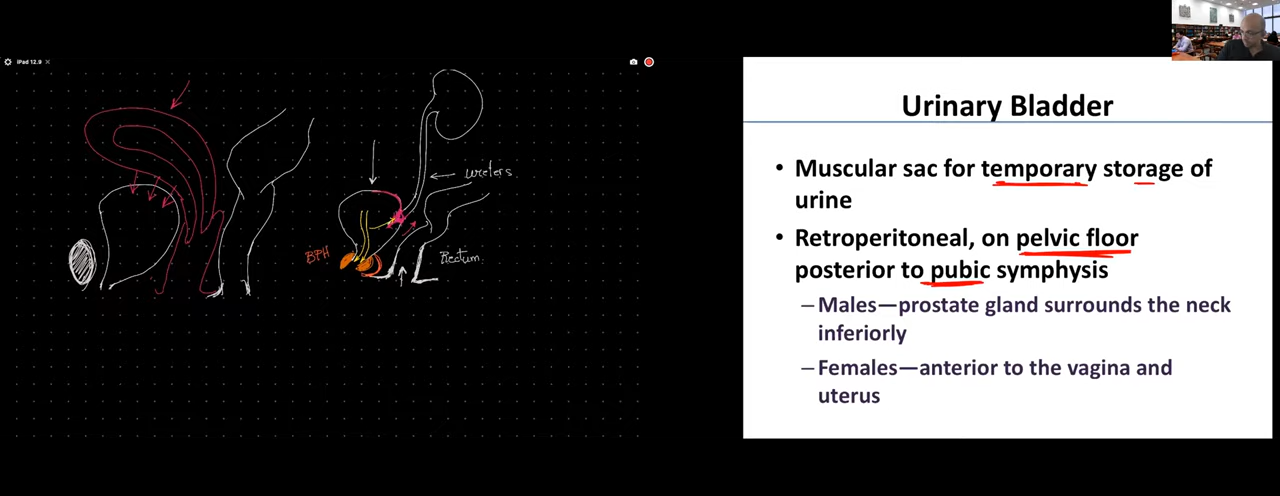 iPad 12.9
ureters
BPH
Rectum.
Urinary Bladder
• Muscular sac for temporary storage of
urine
• Retroperitoneal, on pelvic floor
posterior to pubic symphysis
–Males—prostate gland surrounds the neck
inferiorly
–Females—anterior to the vagina and
uterus